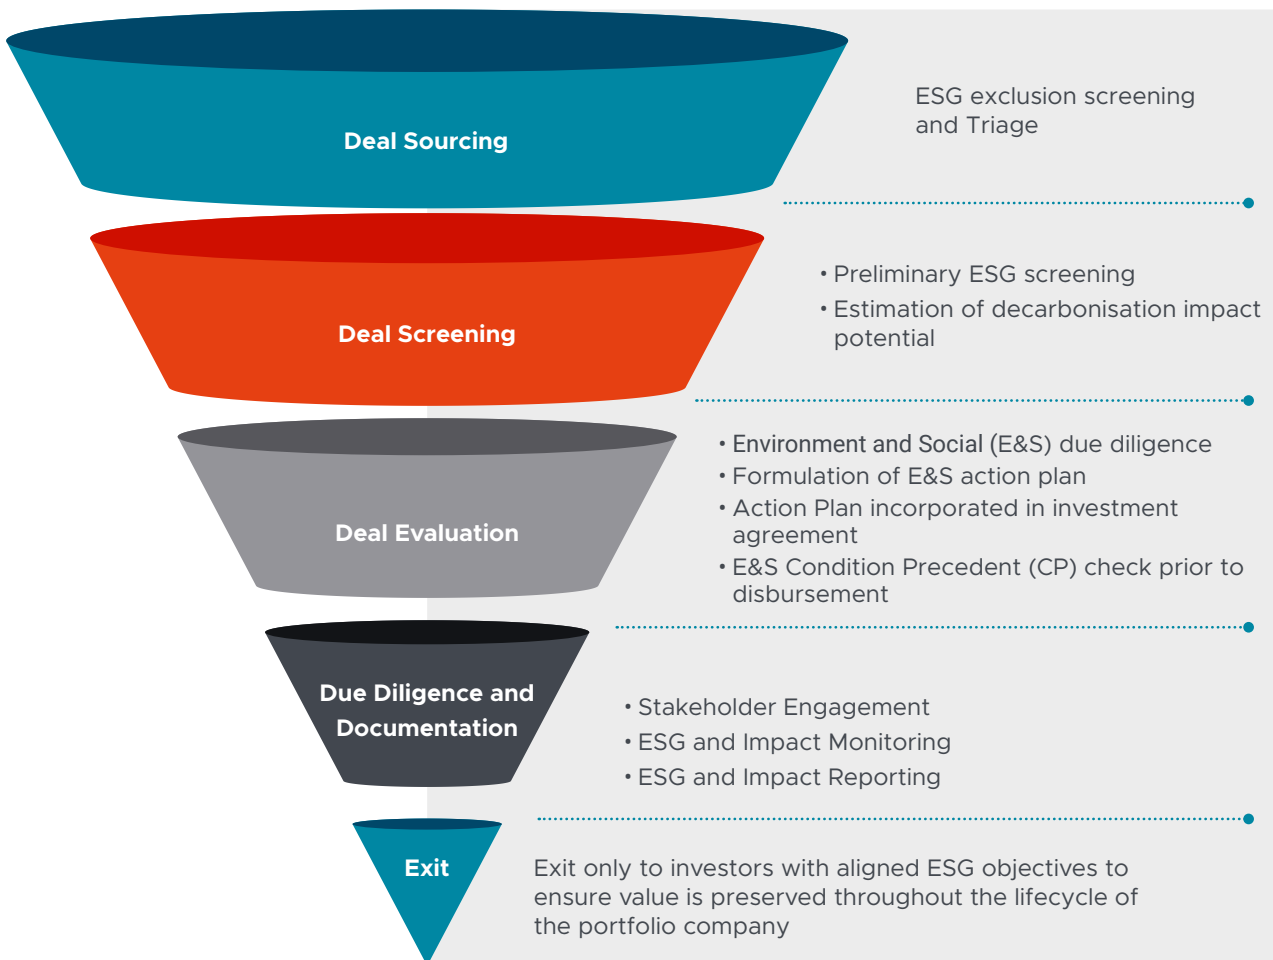 Deal Sourcing
ESG exclusion screening
and Triage
Deal Screening
• Preliminary ESG screening
• Estimation of decarbonisation impact
potential
Deal Evaluation
• Environment and Social (E&S) due diligence
• Formulation of E&S action plan
• Action Plan incorporated in investment
agreement
• E&S Condition Precedent (CP) check prior to
disbursement
Due Diligence and
Documentation
• Stakeholder Engagement
• ESG and Impact Monitoring
• ESG and Impact Reporting
Exit
Exit only to investors with aligned ESG objectives to
ensure value is preserved throughout the lifecycle of
the portfolio company